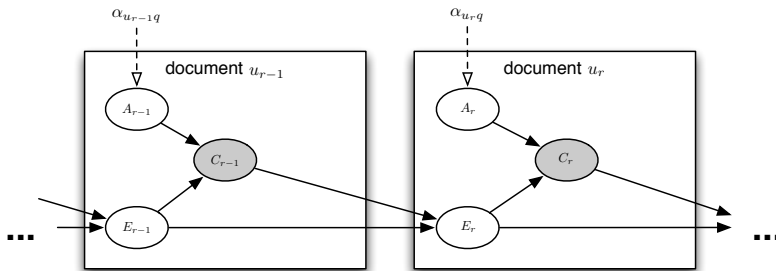 α_{u_{r−1}q} α_{u_r q}
document u_{r−1} document u_r
A_{r−1} A_r
C_{r−1} C_r
... E_{r−1} E_r ...